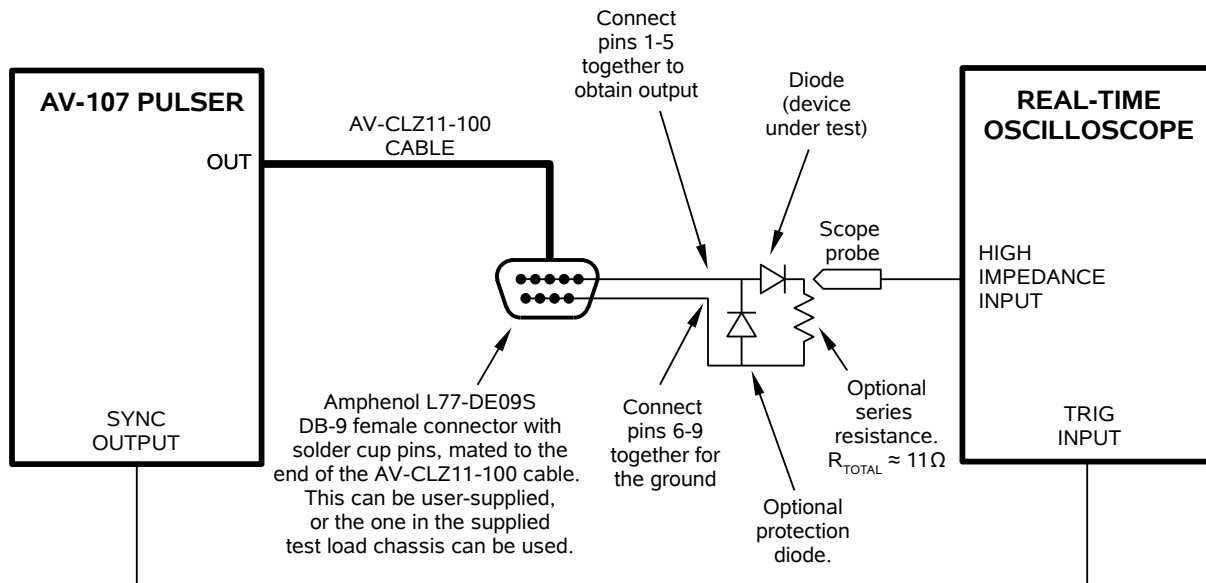 AV-107 PULSER
OUT
SYNC
OUTPUT
AV-CLZ11-100
CABLE
Connect
pins 1-5
together to
obtain output
Diode
(device
under test)
Scope
probe
REAL-TIME
OSCILLOSCOPE
HIGH
IMPEDANCE
INPUT
TRIG
INPUT
Amphenol L77-DE09S
DB-9 female connector with
solder cup pins, mated to the
end of the AV-CLZ11-100 cable.
This can be user-supplied,
or the one in the supplied
test load chassis can be used.
Connect
pins 6-9
together for
the ground
Optional
protection
diode.
Optional
series
resistance.
R_TOTAL ≈ 11Ω